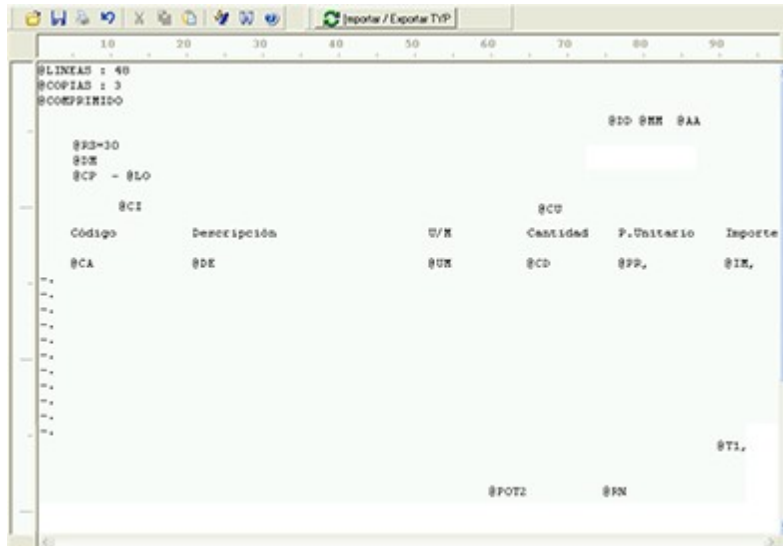 Importar / Exportar TYP
10 20 30 40 50 60 70 80 90
@LINEAS : 48
@COPIAS : 3
@COMPRIMIDO
@DD @MM @AA
@RS=30
@DM
@CP - @LO
@CI @CU
Código Descripción U/M Cantidad P.Unitario Importe
@CA @DE @UM @CD @PR, @IM,
-.
-.
-.
-.
-.
-.
-.
-.
-.
-.
-.
@T1,
@POT2 @RN